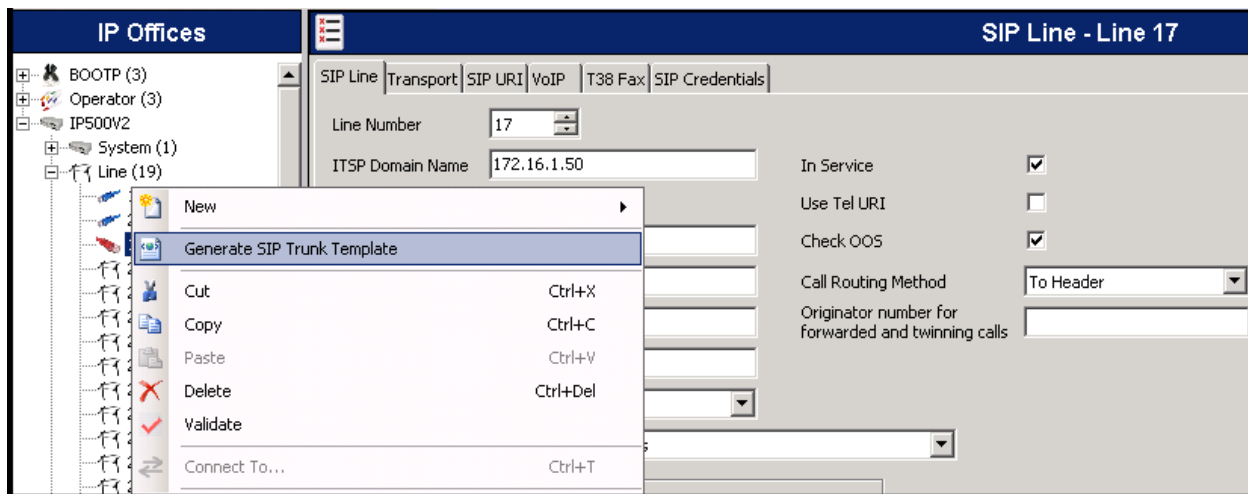 IP Offices
BOOTP (3)
Operator (3)
IP500V2
System (1)
Line (19)
SIP Line - Line 17
SIP Line Transport SIP URI VoIP T38 Fax SIP Credentials
Line Number 17
ITSP Domain Name 172.16.1.50
In Service
Use Tel URI
Check OOS
Call Routing Method To Header
Originator number for
forwarded and twinning calls
New
Generate SIP Trunk Template
Cut Ctrl+X
Copy Ctrl+C
Paste Ctrl+V
Delete Ctrl+Del
Validate
Connect To... Ctrl+T